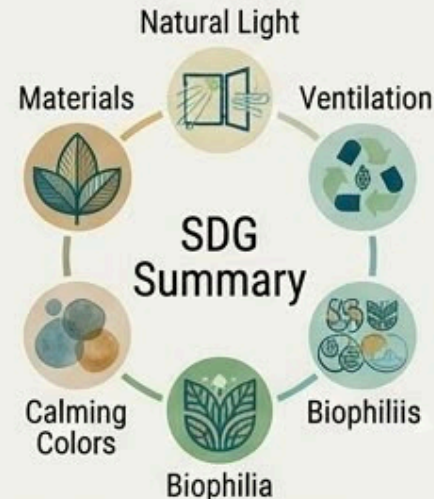 Natural Light
Materials
Ventilation
SDG
Summary
Calming
Colors
Biophiliis
Biophilia